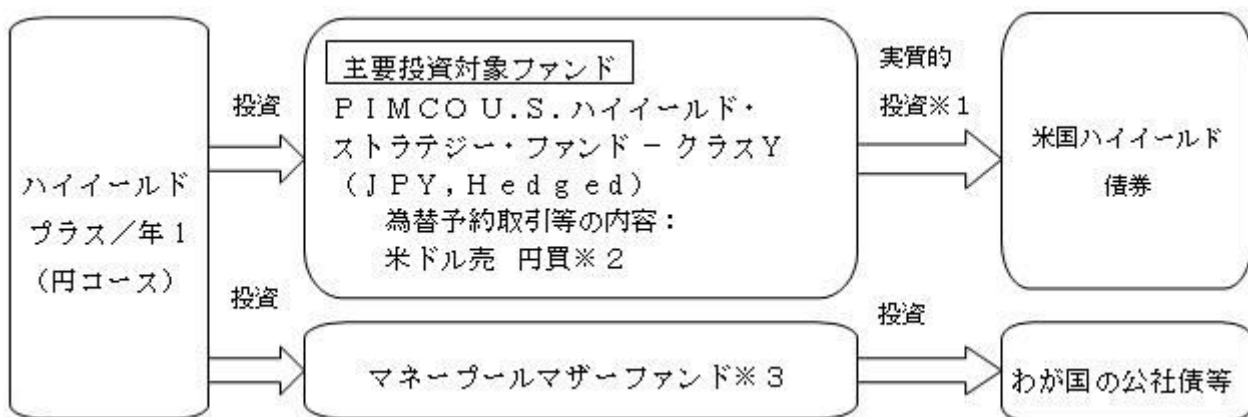 ハイイールド
プラス／年１
（円コース）
投資
投資
主要投資対象ファンド
ＰＩＭＣＯ Ｕ.Ｓ.ハイイールド・
ストラテジー・ファンド－クラスＹ
（ＪＰＹ,Ｈｅｄｇｅｄ）
為替予約取引等の内容：
米ドル売　円買※２
マネープールマザーファンド※３
実質的
投資※１
投資
米国ハイイールド
債券
わが国の公社債等